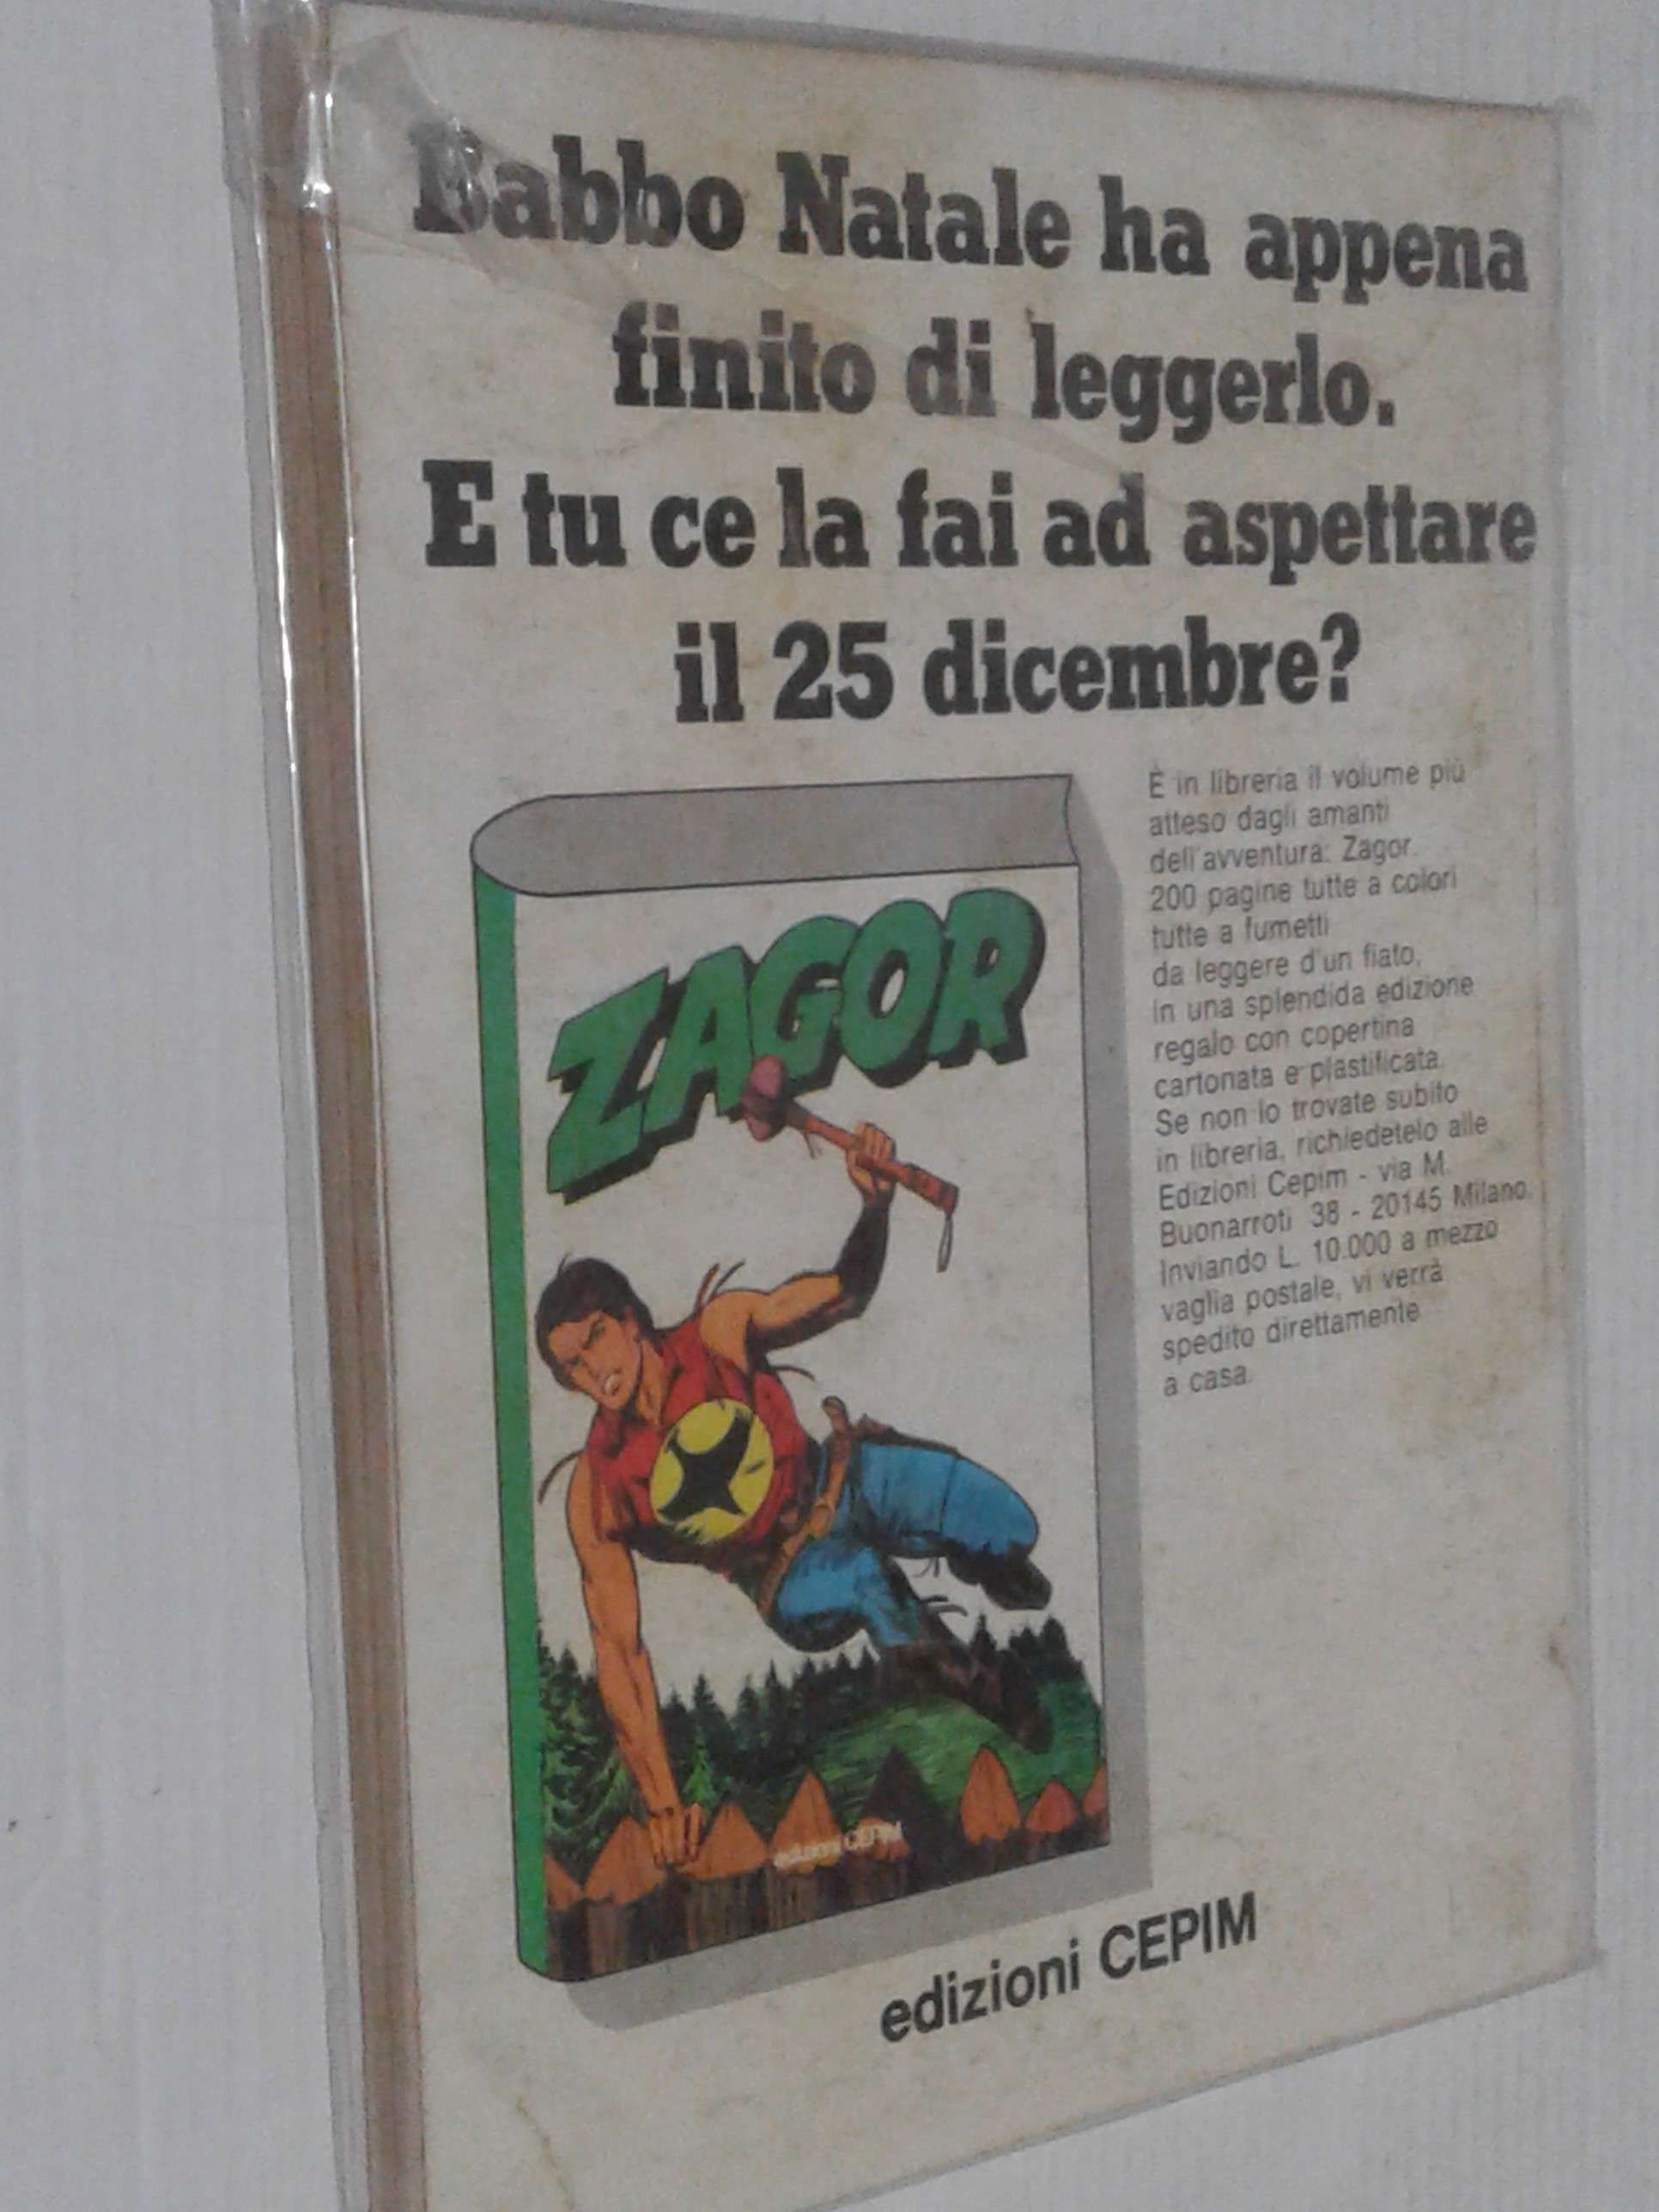 Babbo Natale ha appena
finito di leggerlo.
E tu ce la fai ad aspettare
il 25 dicembre?
È in libreria il volume più
atteso dagli amanti
dell'avventura: Zagor.
200 pagine tutte a colori
tutte a fumetti
da leggere d'un fiato,
in una splendida edizione
regalo con copertina
cartonata e plastificata.
Se non lo trovate subito
in libreria, richiedetelo alle
Edizioni Cepim - via M.
Buonarroti 38 - 20145 Milano.
Inviando L. 10.000 a mezzo
vaglia postale, vi verrà
spedito direttamente
a casa.
ZAGOR
edizioni CEPIM
edizioni CEPIM